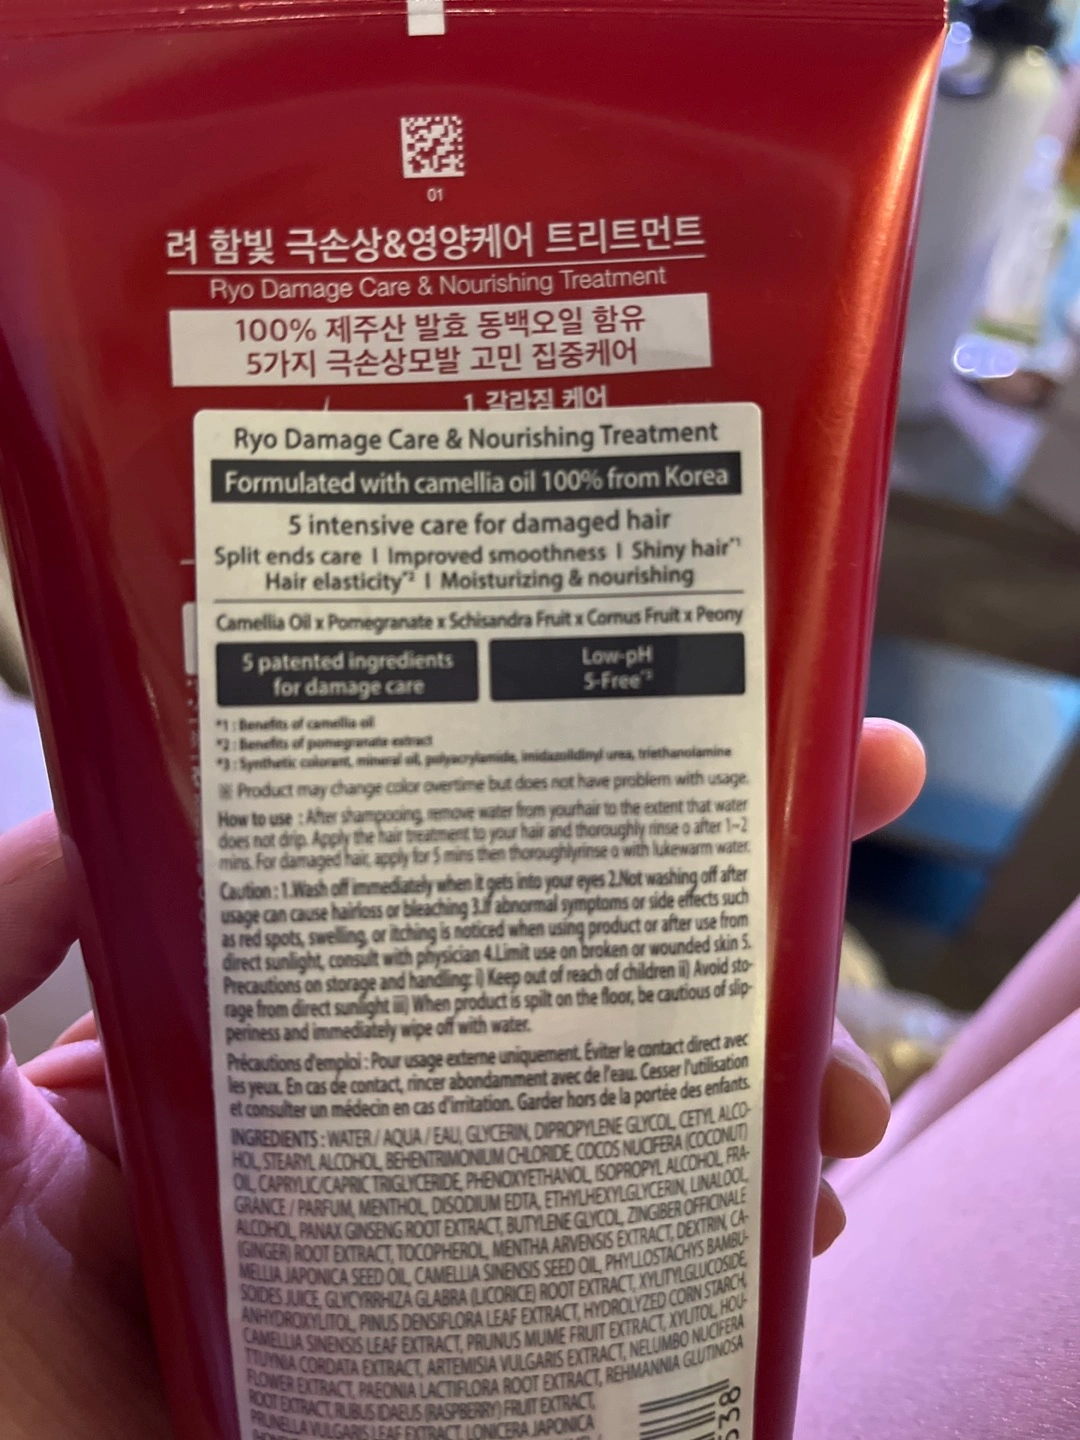 01
려 함빛 극손상&영양케어 트리트먼트
Ryo Damage Care & Nourishing Treatment
100% 제주산 발효 동백오일 함유
5가지 극손상모발 고민 집중케어
1. 갈라짐 케어
Ryo Damage Care & Nourishing Treatment
Formulated with camellia oil 100% from Korea
5 intensive care for damaged hair
Split ends care I Improved smoothness I Shiny hair*1
Hair elasticity*2 I Moisturizing & nourishing
Camellia Oil x Pomegranate x Schisandra Fruit x Cornus Fruit x Peony
5 patented ingredients
for damage care
Low-pH
5-Free*3
*1 : Benefits of camellia oil
*2 : Benefits of pomegranate extract
*3 : Synthetic colorant, mineral oil, polyacrylamide, imidazolidinyl urea, triethanolamine
※ Product may change color overtime but does not have problem with usage.
How to use : After shampooing, remove water from yourhair to the extent that water
does not drip. Apply the hair treatment to your hair and thoroughly rinse o after 1~2
mins. For damaged hair, apply for 5 mins then thoroughlyrinse o with lukewarm water.
Caution : 1.Wash off immediately when it gets into your eyes 2.Not washing off after
usage can cause hairloss or bleaching 3.If abnormal symptoms or side effects such
as red spots, swelling, or itching is noticed when using product or after use from
direct sunlight, consult with physician 4.Limit use on broken or wounded skin 5.
Precautions on storage and handling: i) Keep out of reach of children ii) Avoid sto-
rage from direct sunlight iii) When product is spilt on the floor, be cautious of slip-
periness and immediately wipe off with water.
Précautions d'emploi : Pour usage externe uniquement. Éviter le contact direct avec
les yeux. En cas de contact, rincer abondamment avec de l'eau. Cesser l'utilisation
et consulter un médecin en cas d'irritation. Garder hors de la portée des enfants.
INGREDIENTS : WATER / AQUA / EAU, GLYCERIN, DIPROPYLENE GLYCOL, CETYL ALCO-
HOL, STEARYL ALCOHOL, BEHENTRIMONIUM CHLORIDE, COCOS NUCIFERA (COCONUT)
OIL, CAPRYLIC/CAPRIC TRIGLYCERIDE, PHENOXYETHANOL, ISOPROPYL ALCOHOL, FRA-
GRANCE / PARFUM, MENTHOL, DISODIUM EDTA, ETHYLHEXYLGLYCERIN, LINALOOL,
ALCOHOL, PANAX GINSENG ROOT EXTRACT, BUTYLENE GLYCOL, ZINGIBER OFFICINALE
(GINGER) ROOT EXTRACT, TOCOPHEROL, MENTHA ARVENSIS EXTRACT, DEXTRIN, CA-
MELLIA JAPONICA SEED OIL, CAMELLIA SINENSIS SEED OIL, PHYLLOSTACHYS BAMBU-
SOIDES JUICE, GLYCYRRHIZA GLABRA (LICORICE) ROOT EXTRACT, XYLITYLGLUCOSIDE,
ANHYDROXYLITOL, PINUS DENSIFLORA LEAF EXTRACT, HYDROLYZED CORN STARCH,
CAMELLIA SINENSIS LEAF EXTRACT, PRUNUS MUME FRUIT EXTRACT, XYLITOL, HOU-
TTUYNIA CORDATA EXTRACT, ARTEMISIA VULGARIS EXTRACT, NELUMBO NUCIFERA
FLOWER EXTRACT, PAEONIA LACTIFLORA ROOT EXTRACT, REHMANNIA GLUTINOSA
ROOT EXTRACT, RUBUS IDAEUS (RASPBERRY) FRUIT EXTRACT,
PRUNELLA VULGARIS LEAF EXTRACT, LONICERA JAPONICA
538